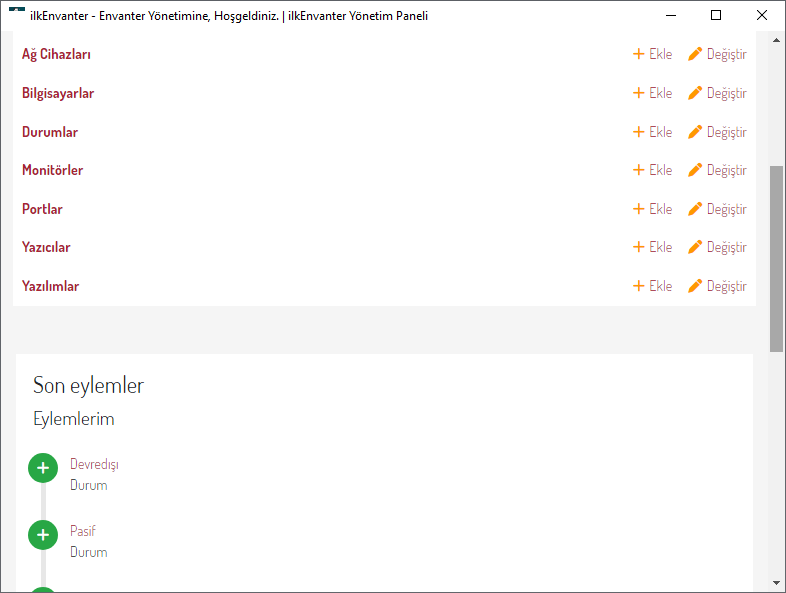 ilkEnvanter - Envanter Yönetimine, Hoşgeldiniz. | ilkEnvanter Yönetim Paneli
Ağ Cihazları Ekle Değiştir
Bilgisayarlar Ekle Değiştir
Durumlar Ekle Değiştir
Monitörler Ekle Değiştir
Portlar Ekle Değiştir
Yazıcılar Ekle Değiştir
Yazılımlar Ekle Değiştir
Son eylemler
Eylemlerim
Devredışı
Durum
Pasif
Durum